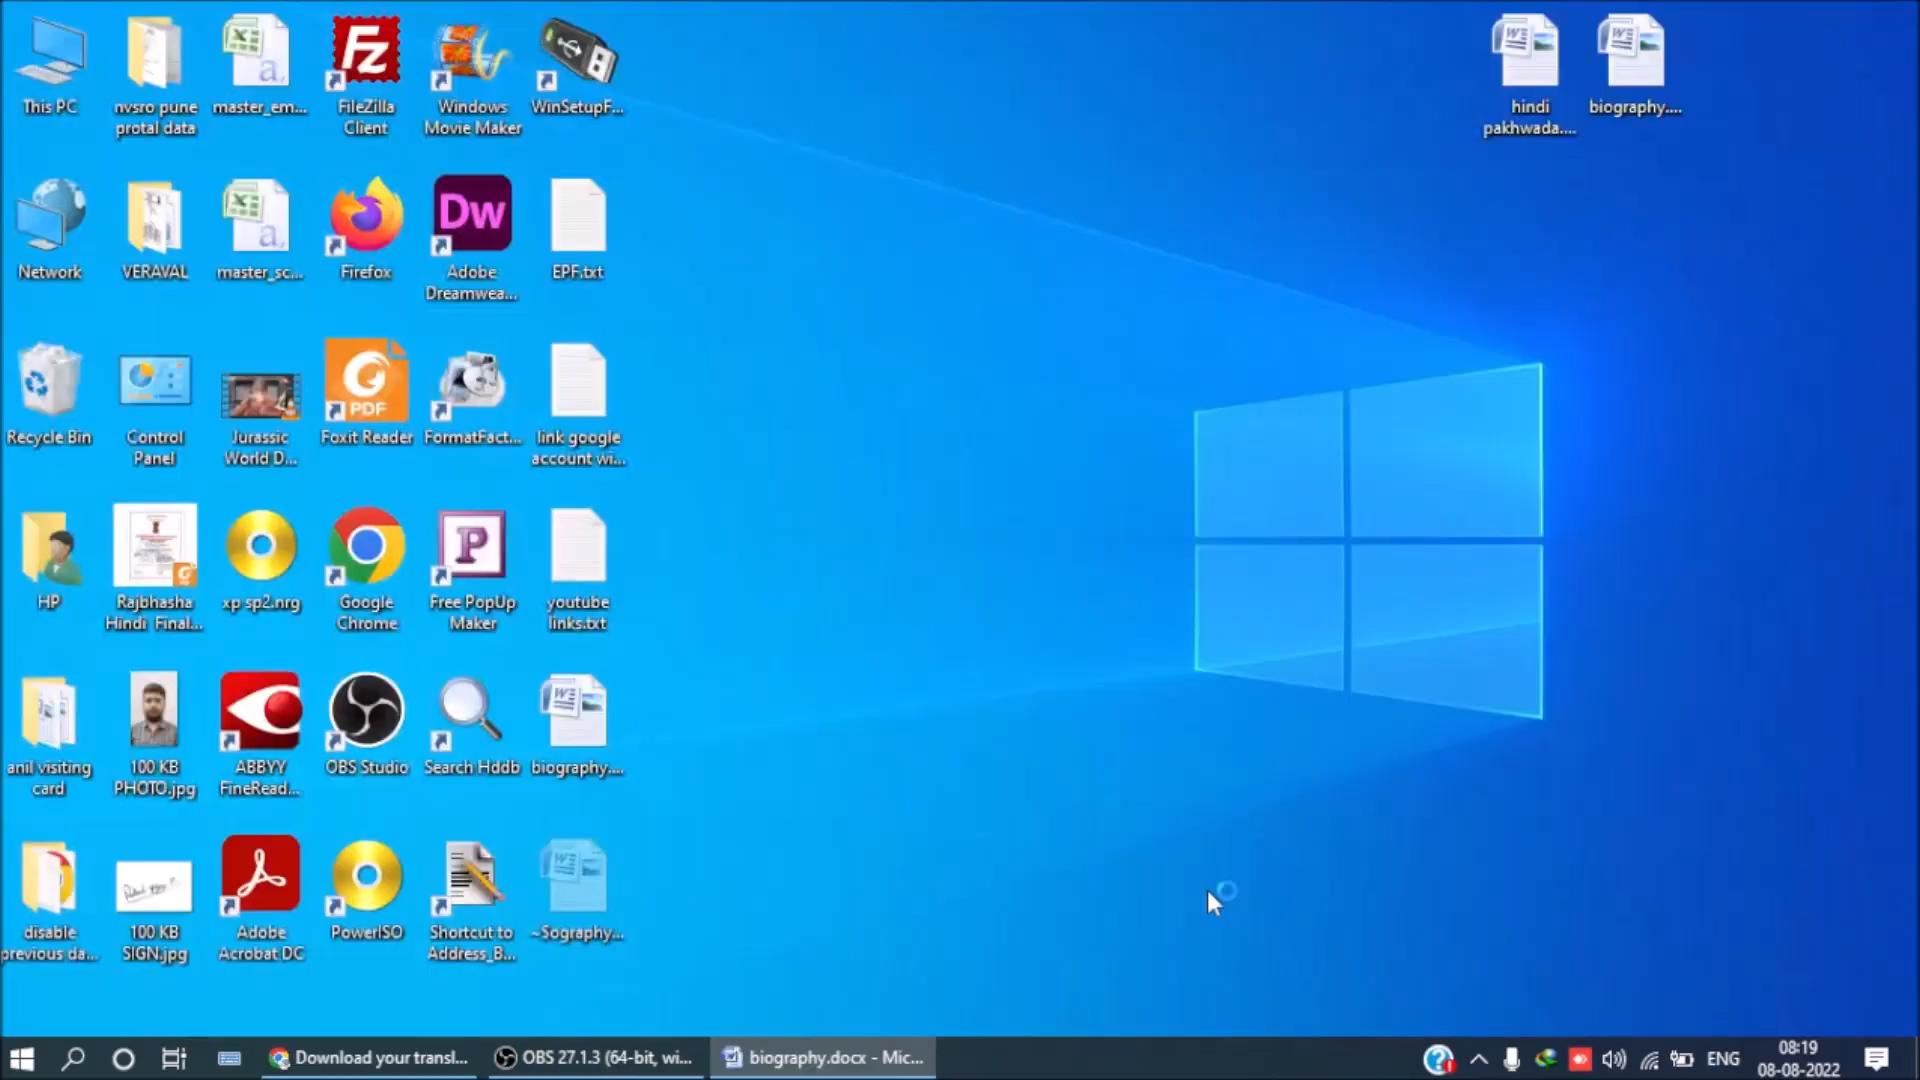 This PC
nvsro pune
protal data
master_em...
FileZilla
Client
Windows
Movie Maker
WinSetupF...
hindi
pakhwada....
biography....
Network
VERAVAL
master_sc...
Firefox
Adobe
Dreamwea...
EPF.txt
Recycle Bin
Control
Panel
Jurassic
World D...
Foxit Reader
FormatFact...
link google
account wi...
HP
Rajbhasha
Hindi Final...
xp sp2.nrg
Google
Chrome
Free PopUp
Maker
youtube
links.txt
anil visiting
card
100 KB
PHOTO.jpg
ABBYY
FineRead...
OBS Studio
Search Hddb
biography....
disable
previous da...
100 KB
SIGN.jpg
Adobe
Acrobat DC
PowerISO
Shortcut to
Address_B...
~Sography...
Fz
Dw
PDF
P
Download your transl...
OBS 27.1.3 (64-bit, wi...
biography.docx - Mic...
ENG
08:19
08-08-2022